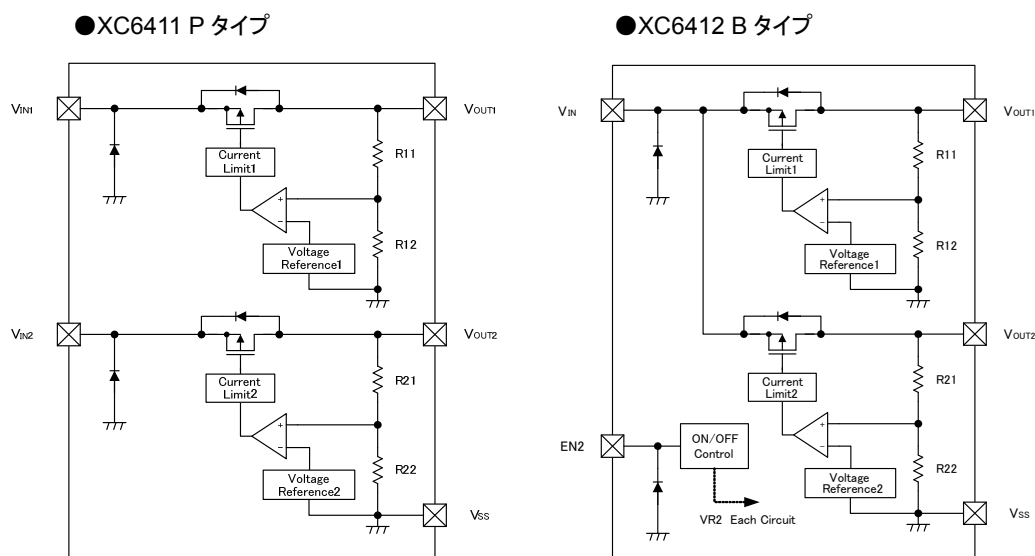 ●XC6411 P タイプ
VIN1
VOUT1
R11
Current
Limit1
+
−
R12
Voltage
Reference1
VIN2
VOUT2
R21
Current
Limit2
+
−
R22
Voltage
Reference2
VSS
●XC6412 B タイプ
VIN
VOUT1
R11
Current
Limit1
+
−
R12
Voltage
Reference1
VOUT2
R21
Current
Limit2
+
−
EN2
ON/OFF
Control
R22
Voltage
Reference2
VR2 Each Circuit
VSS